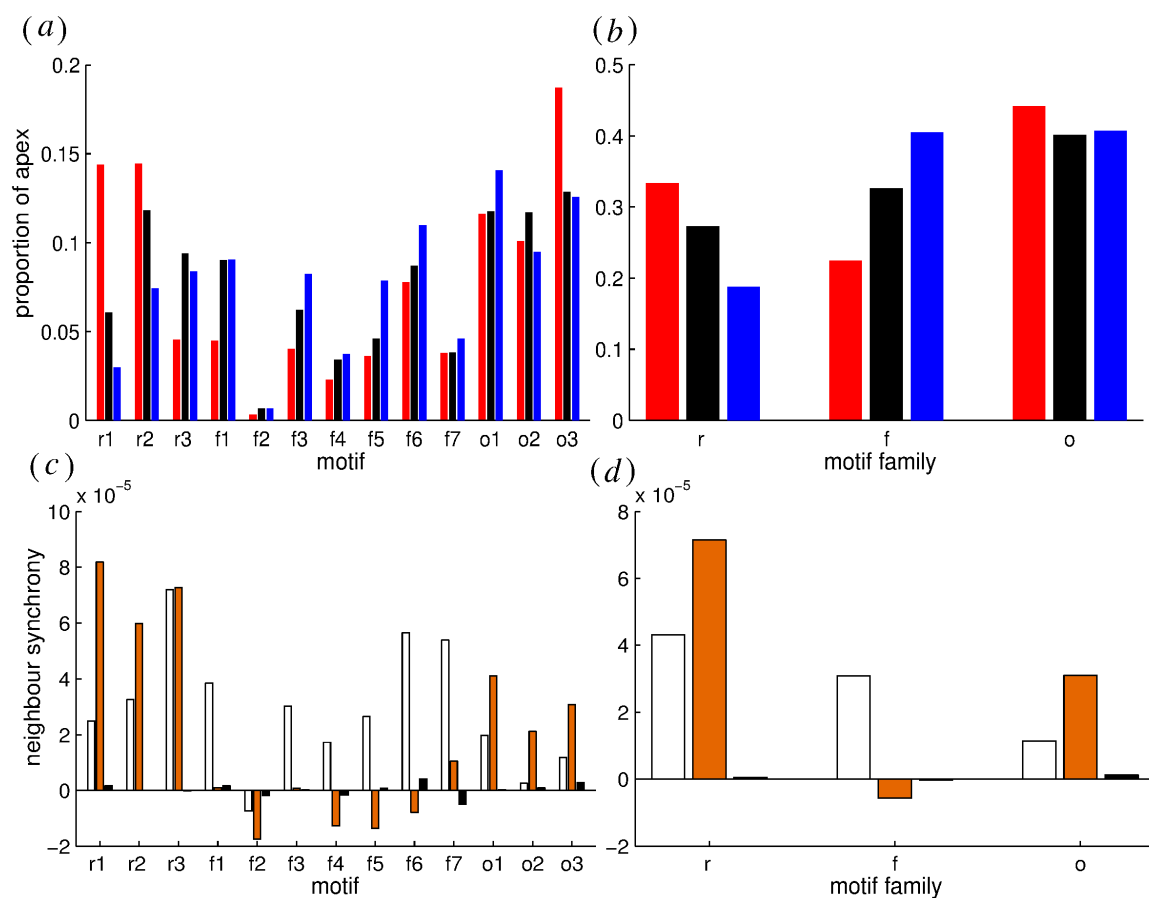 (a)
0.2
0.15
0.1
0.05
0
proportion of apex
r1 r2 r3 f1 f2 f3 f4 f5 f6 f7 o1 o2 o3
motif
(b)
0.5
0.4
0.3
0.2
0.1
0
r f o
motif family
(c)
x 10⁻⁵
10
8
6
4
2
0
−2
neighbour synchrony
r1 r2 r3 f1 f2 f3 f4 f5 f6 f7 o1 o2 o3
motif
(d)
x 10⁻⁵
8
6
4
2
0
−2
r f o
motif family